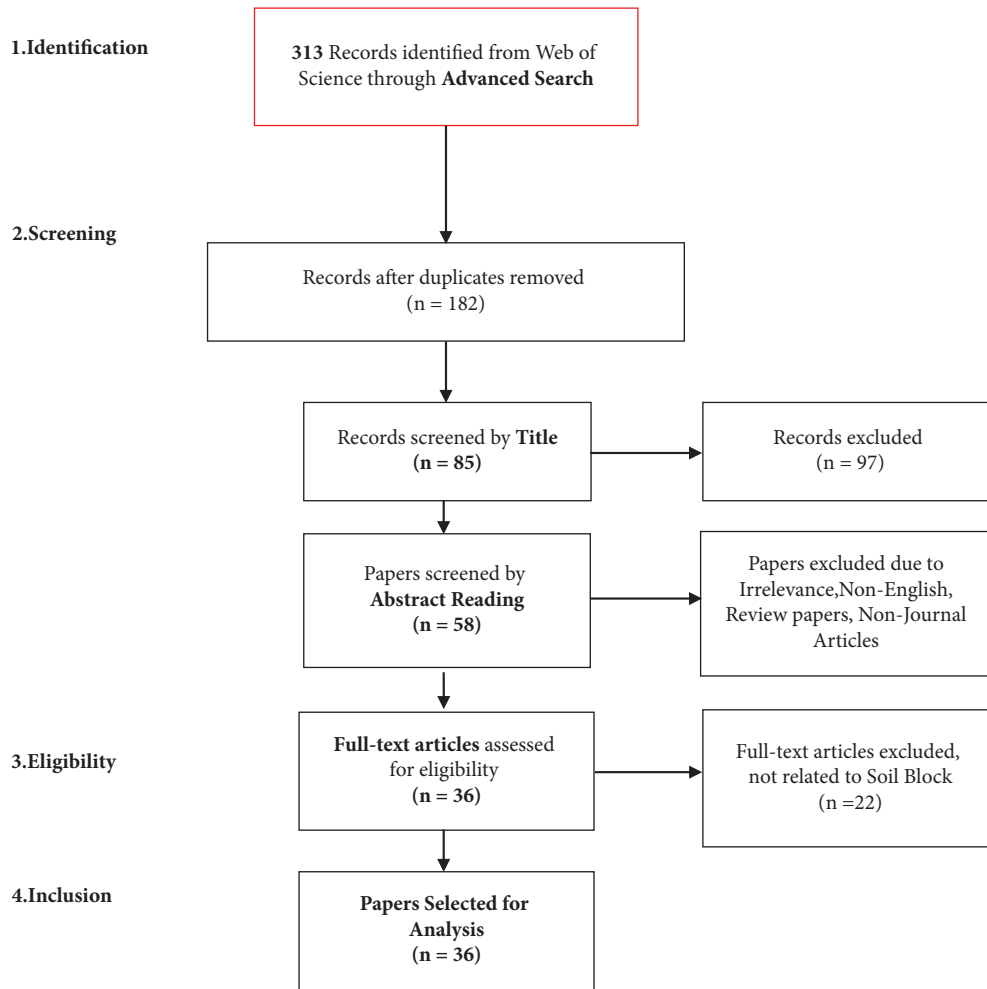 1.Identification
313 Records identified from Web of
Science through Advanced Search
2.Screening
Records after duplicates removed
(n = 182)
Records screened by Title
(n = 85)
Records excluded
(n = 97)
Papers screened by
Abstract Reading
(n = 58)
Papers excluded due to
Irrelevance,Non-English,
Review papers, Non-Journal
Articles
3.Eligibility
Full-text articles assessed
for eligibility
(n = 36)
Full-text articles excluded,
not related to Soil Block
(n =22)
4.Inclusion
Papers Selected for
Analysis
(n = 36)